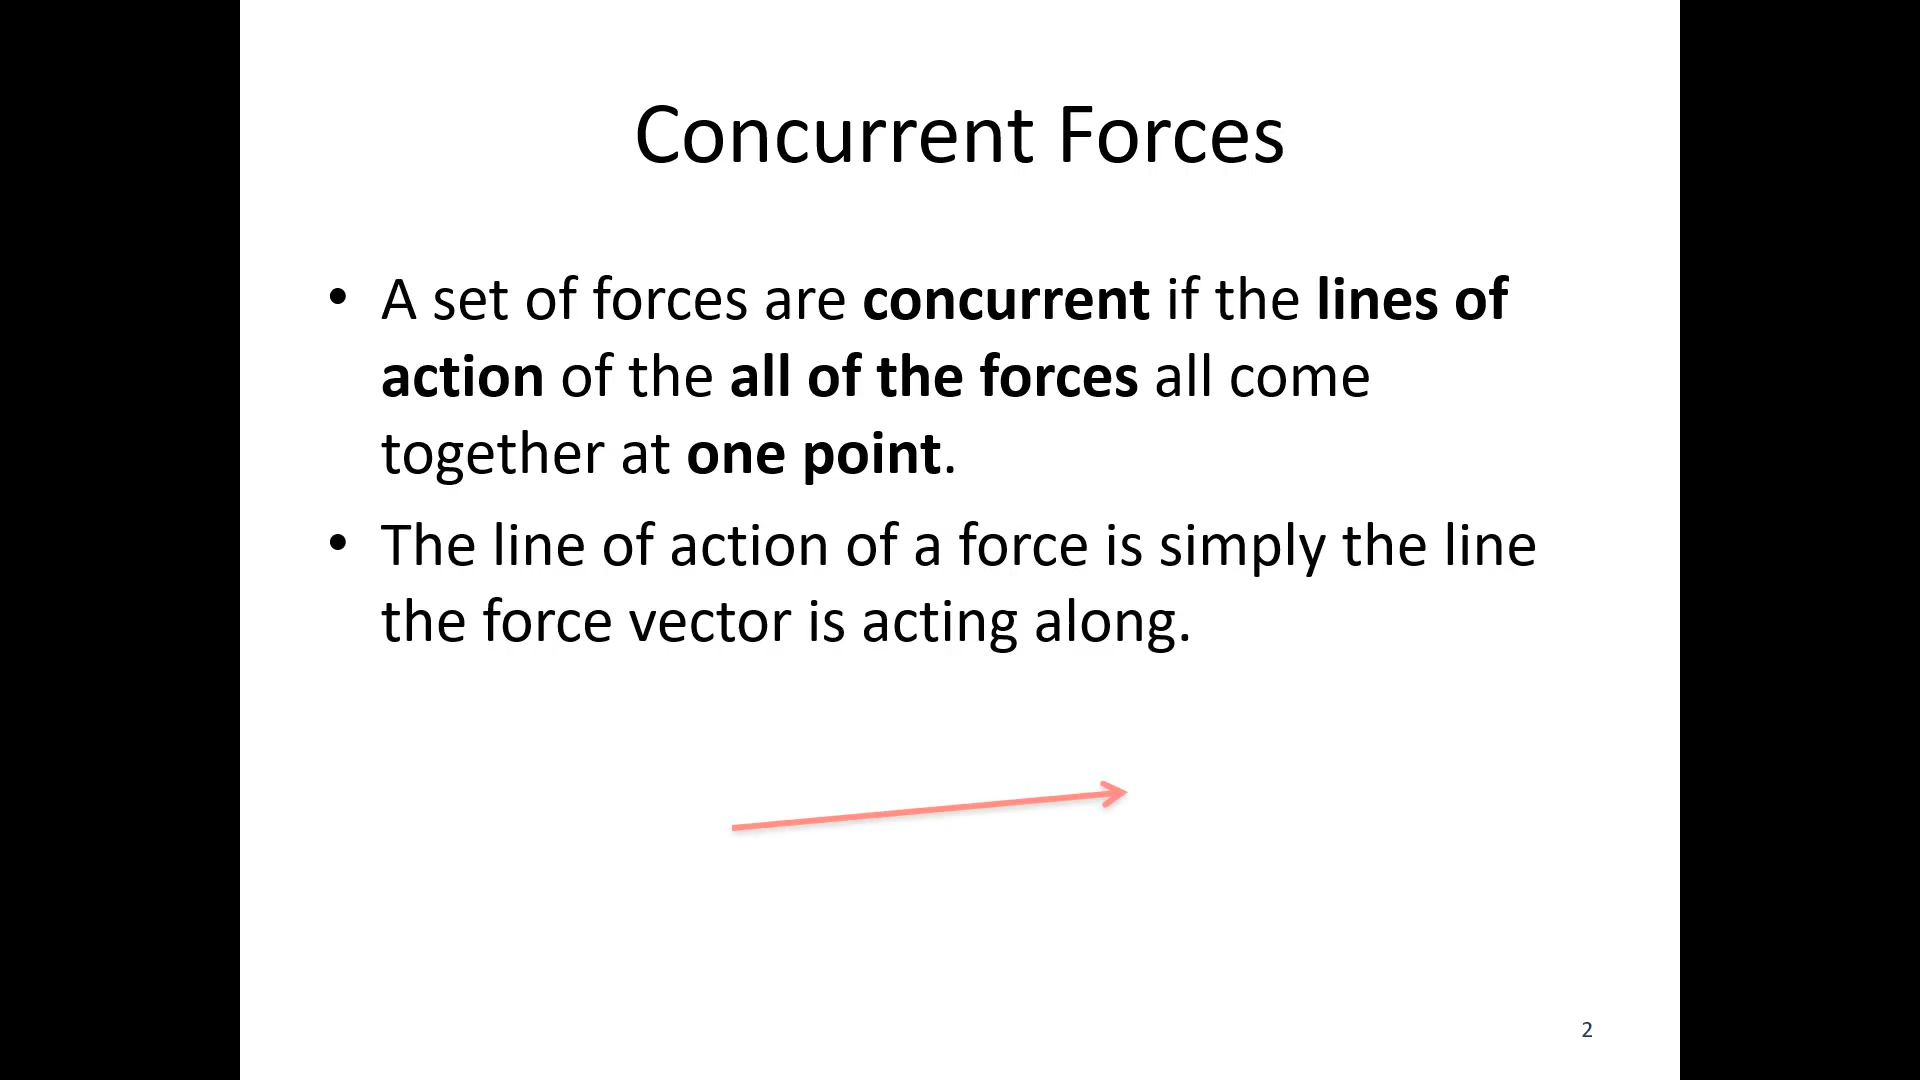 Concurrent Forces
• A set of forces are concurrent if the lines of
action of the all of the forces all come
together at one point.
• The line of action of a force is simply the line
the force vector is acting along.
2